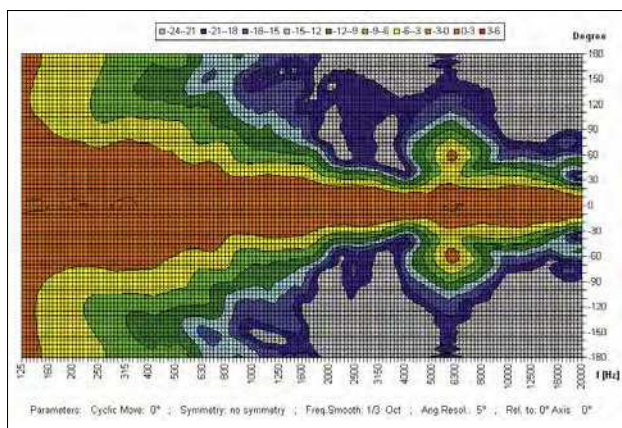 -24--21 -21--18 -18--15 -15--12 -12--9 -9--6 -6--3 -3-0 0-3 3-6
Degree
180
150
120
90
60
30
0
-30
-60
-90
-120
-150
-180
125 160 200 250 315 400 500 630 800 1000 1250 1600 2000 2500 3150 4000 5000 6300 8000 10000 12500 16000 20000
f [Hz]
Parameters: Cyclic Move: 0° ; Symmetry: no symmetry ; Freq.Smooth: 1/3 Oct ; Ang.Resol.: 5° ; Rel. to: 0° Axis 0°